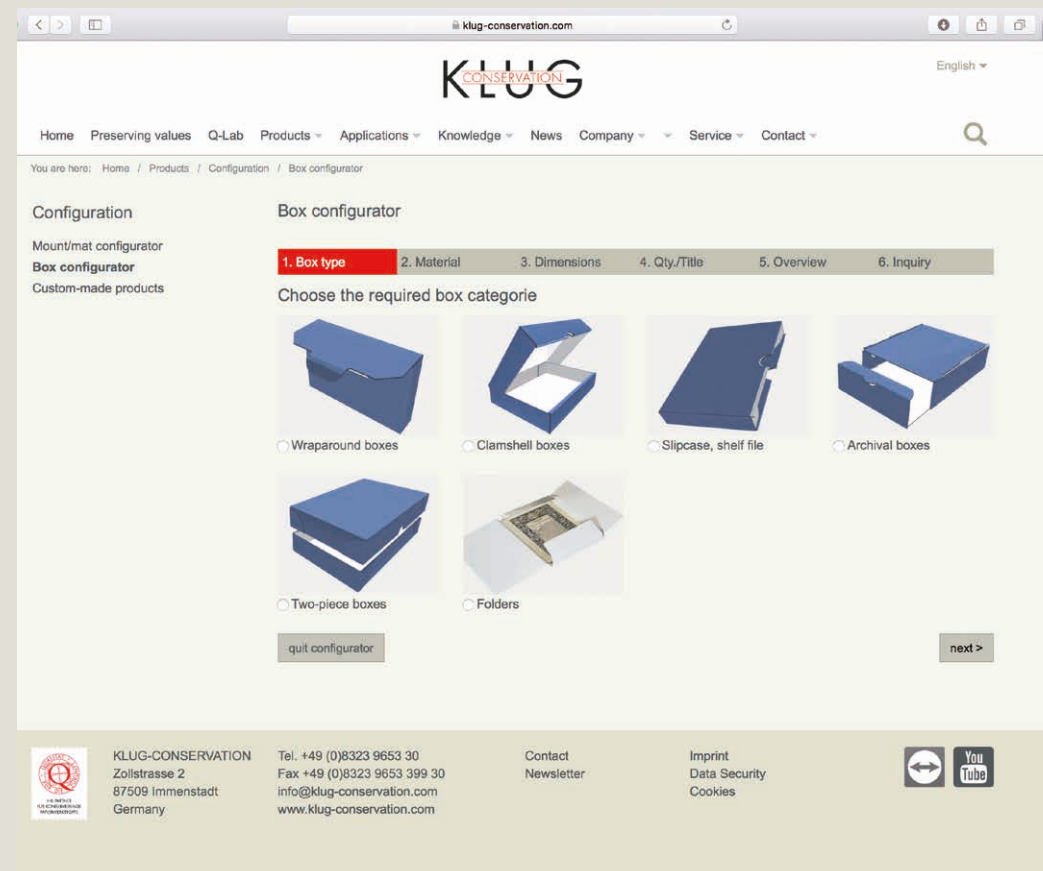 klug-conservation.com
KLUG
CONSERVATION
English
Home Preserving values Q-Lab Products Applications Knowledge News Company Service Contact
You are here: Home / Products / Configuration / Box configurator
Configuration
Mount/mat configurator
Box configurator
Custom-made products
Box configurator
1. Box type 2. Material 3. Dimensions 4. Qty./Title 5. Overview 6. Inquiry
Choose the required box categorie
Wraparound boxes Clamshell boxes Slipcase, shelf file Archival boxes
Two-piece boxes Folders
quit configurator next >
KLUG-CONSERVATION
Zollstrasse 2
87509 Immenstadt
Germany
Tel. +49 (0)8323 9653 30
Fax +49 (0)8323 9653 399 30
info@klug-conservation.com
www.klug-conservation.com
Contact
Newsletter
Imprint
Data Security
Cookies
You
Tube